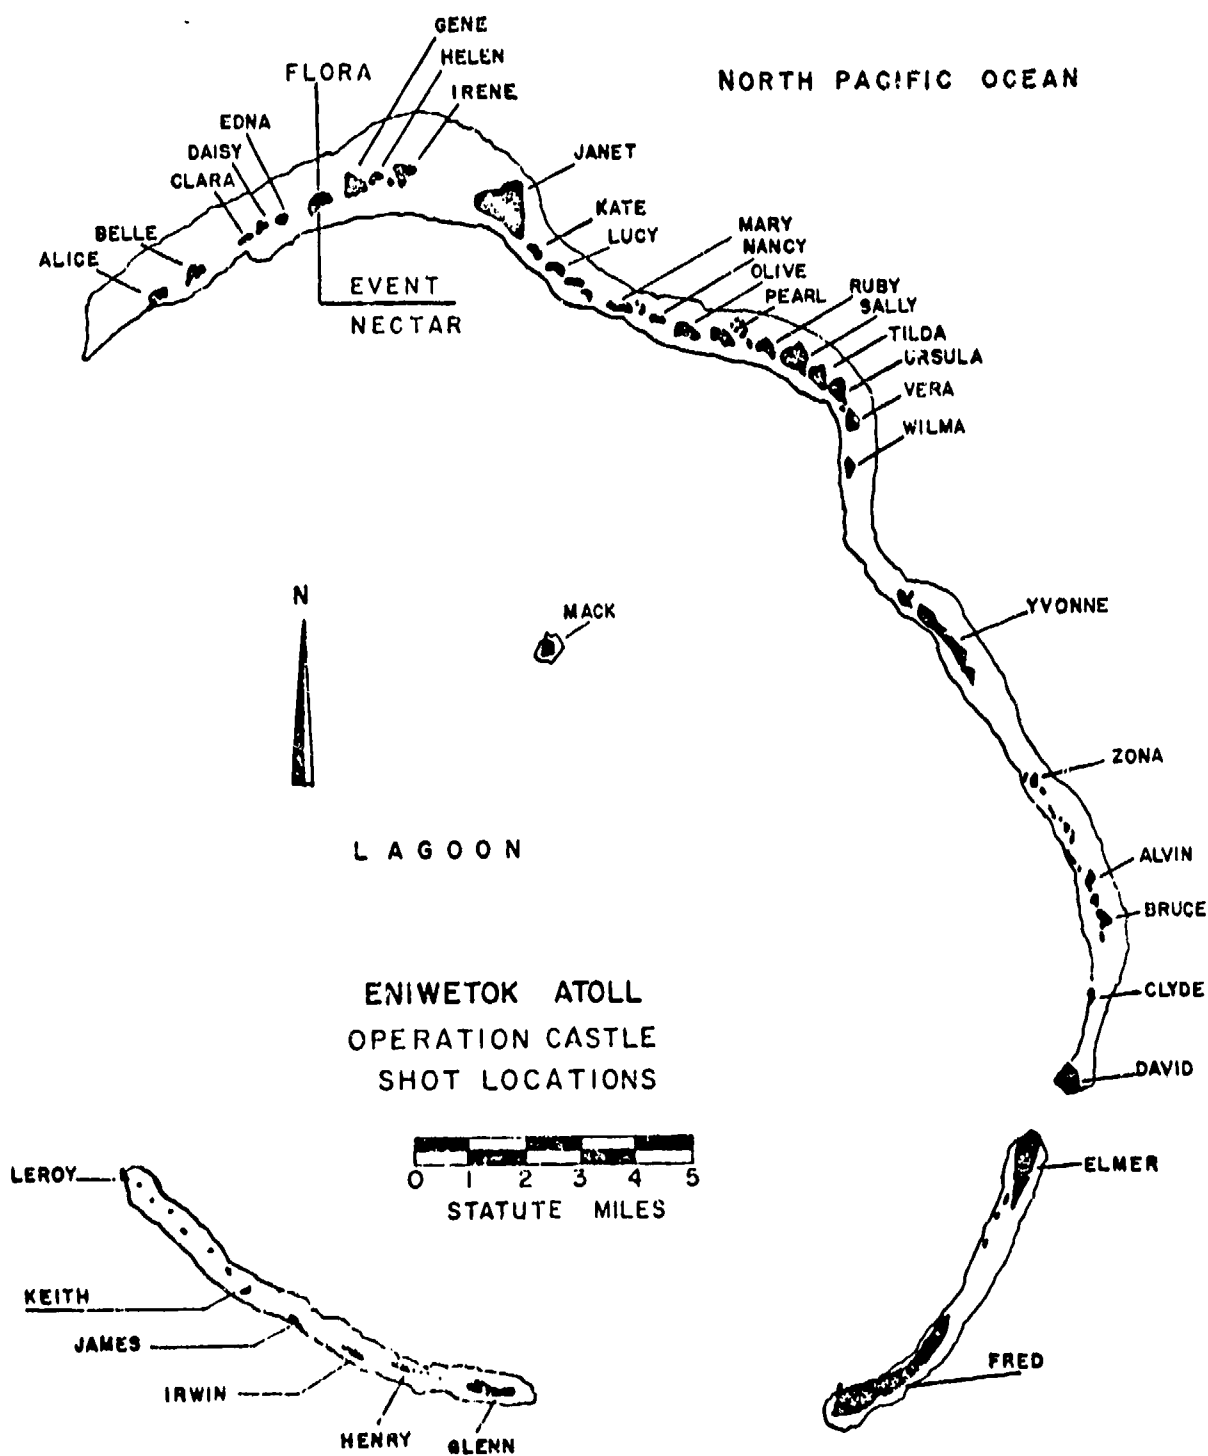 GENE
HELEN
FLORA
NORTH PACIFIC OCEAN
IRENE
EDNA
DAISY
JANET
CLARA
KATE
MARY
BELLE
LUCY
NANCY
ALICE
OLIVE
EVENT
PEARL
RUBY
SALLY
NECTAR
TILDA
URSULA
VERA
WILMA
N
MACK
YVONNE
ZONA
LAGOON
ALVIN
BRUCE
ENIWETOK ATOLL
CLYDE
OPERATION CASTLE
SHOT LOCATIONS
DAVID
LEROY
ELMER
0 1 2 3 4 5
STATUTE MILES
KEITH
JAMES
FRED
IRWIN
HENRY
GLENN